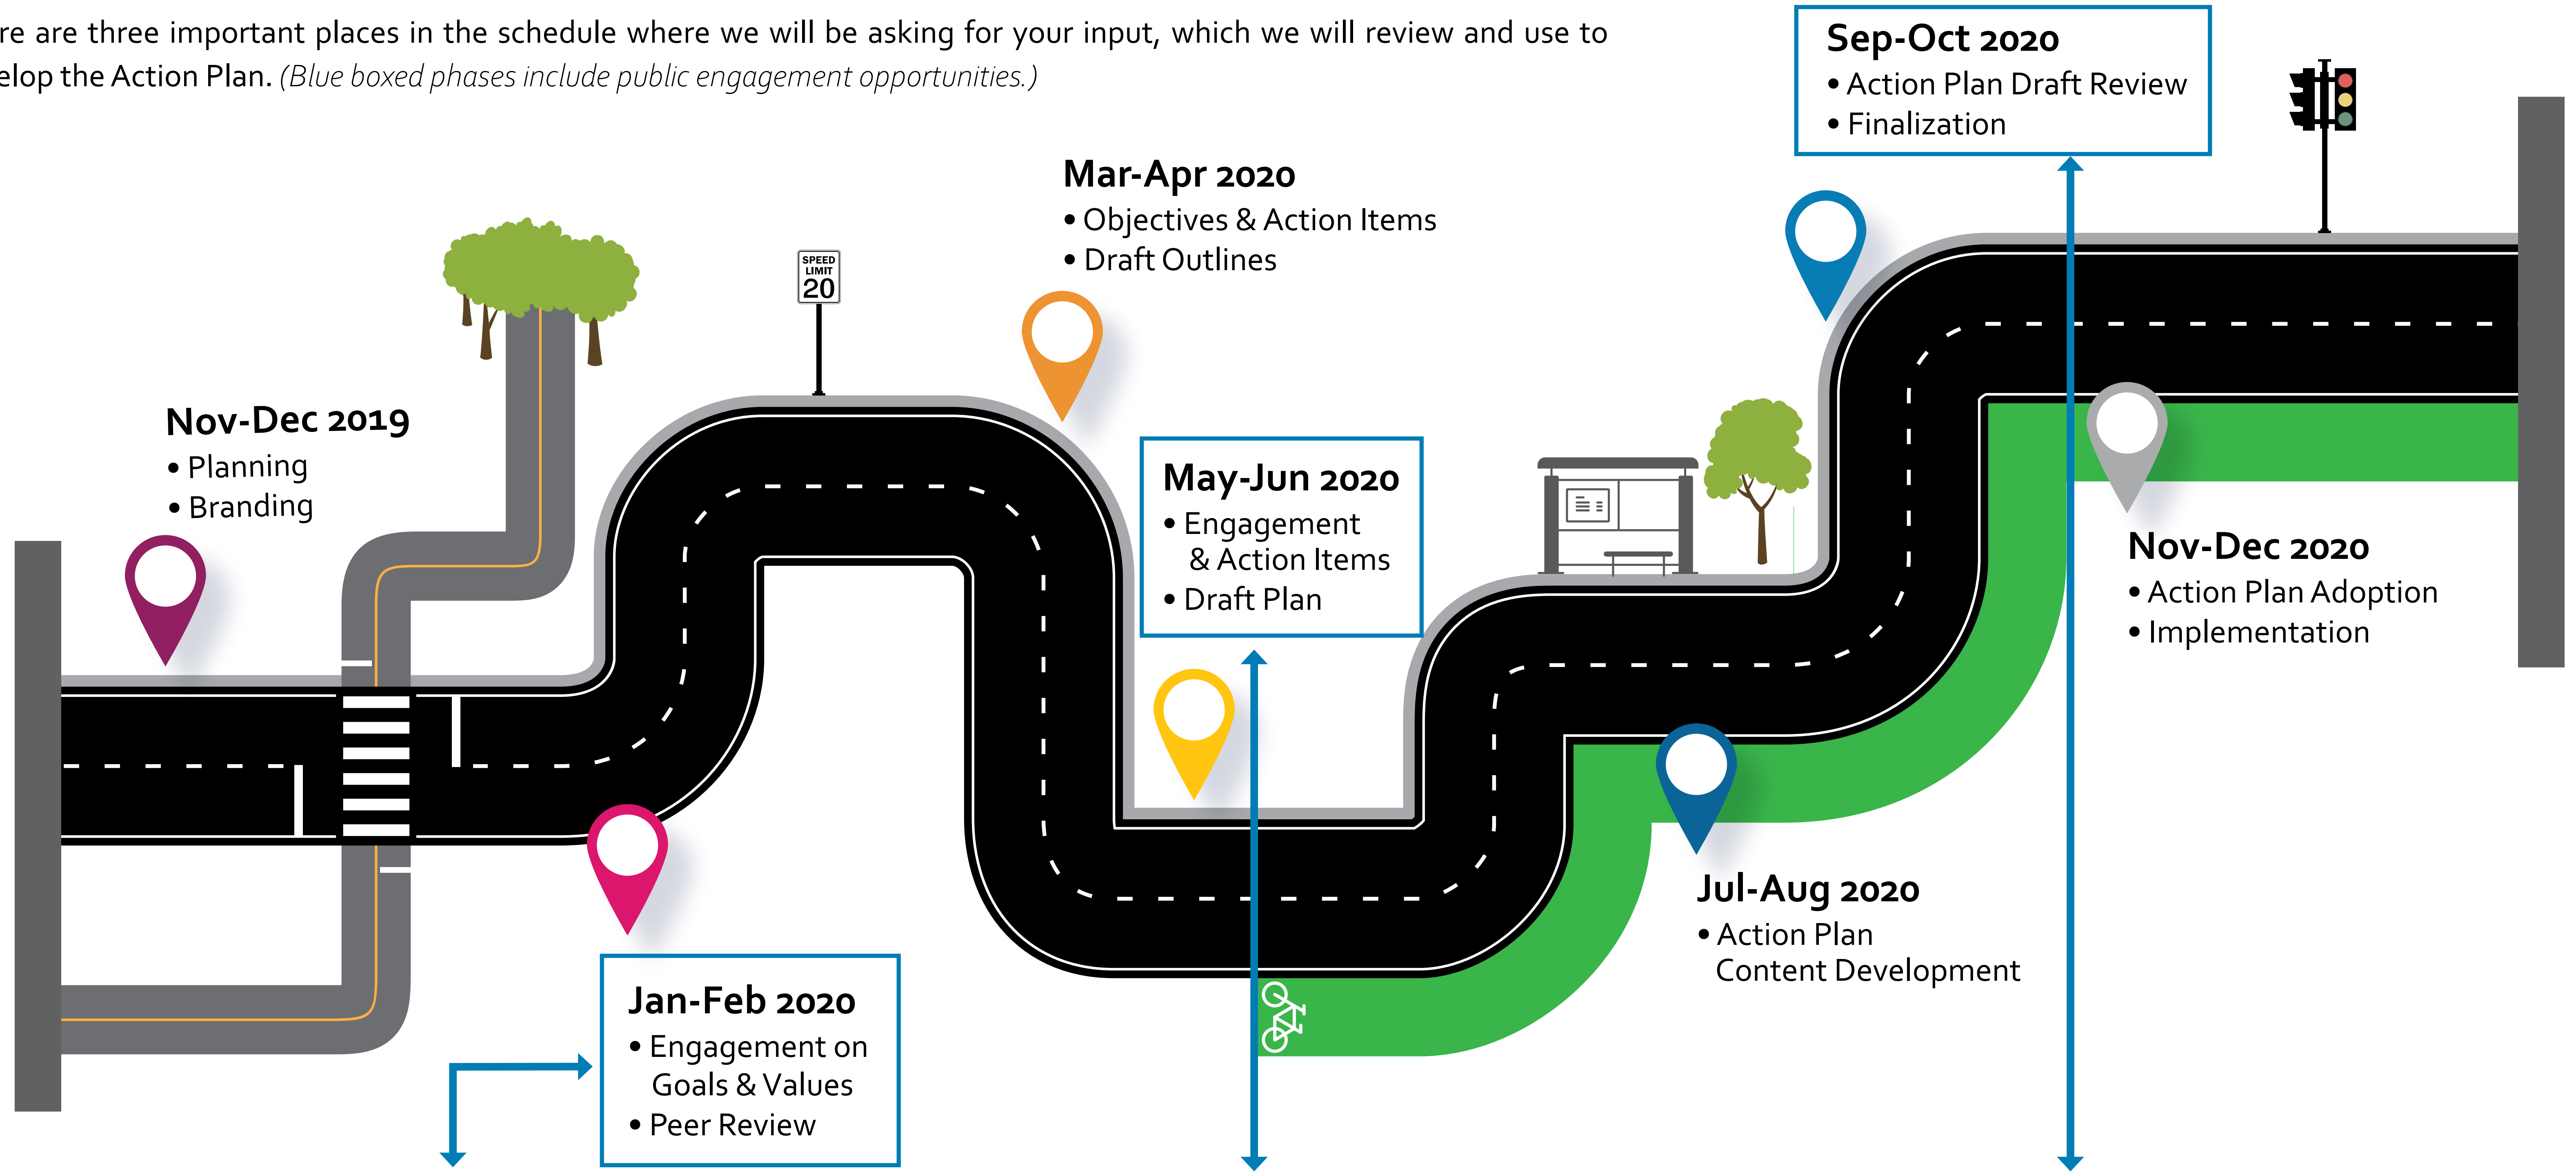 re are three important places in the schedule where we will be asking for your input, which we will review and use to
elop the Action Plan. (Blue boxed phases include public engagement opportunities.)
Nov-Dec 2019
• Planning
• Branding
SPEED
LIMIT
20
Jan-Feb 2020
• Engagement on
Goals & Values
• Peer Review
Mar-Apr 2020
• Objectives & Action Items
• Draft Outlines
May-Jun 2020
• Engagement
& Action Items
• Draft Plan
Jul-Aug 2020
• Action Plan
Content Development
Sep-Oct 2020
• Action Plan Draft Review
• Finalization
Nov-Dec 2020
• Action Plan Adoption
• Implementation